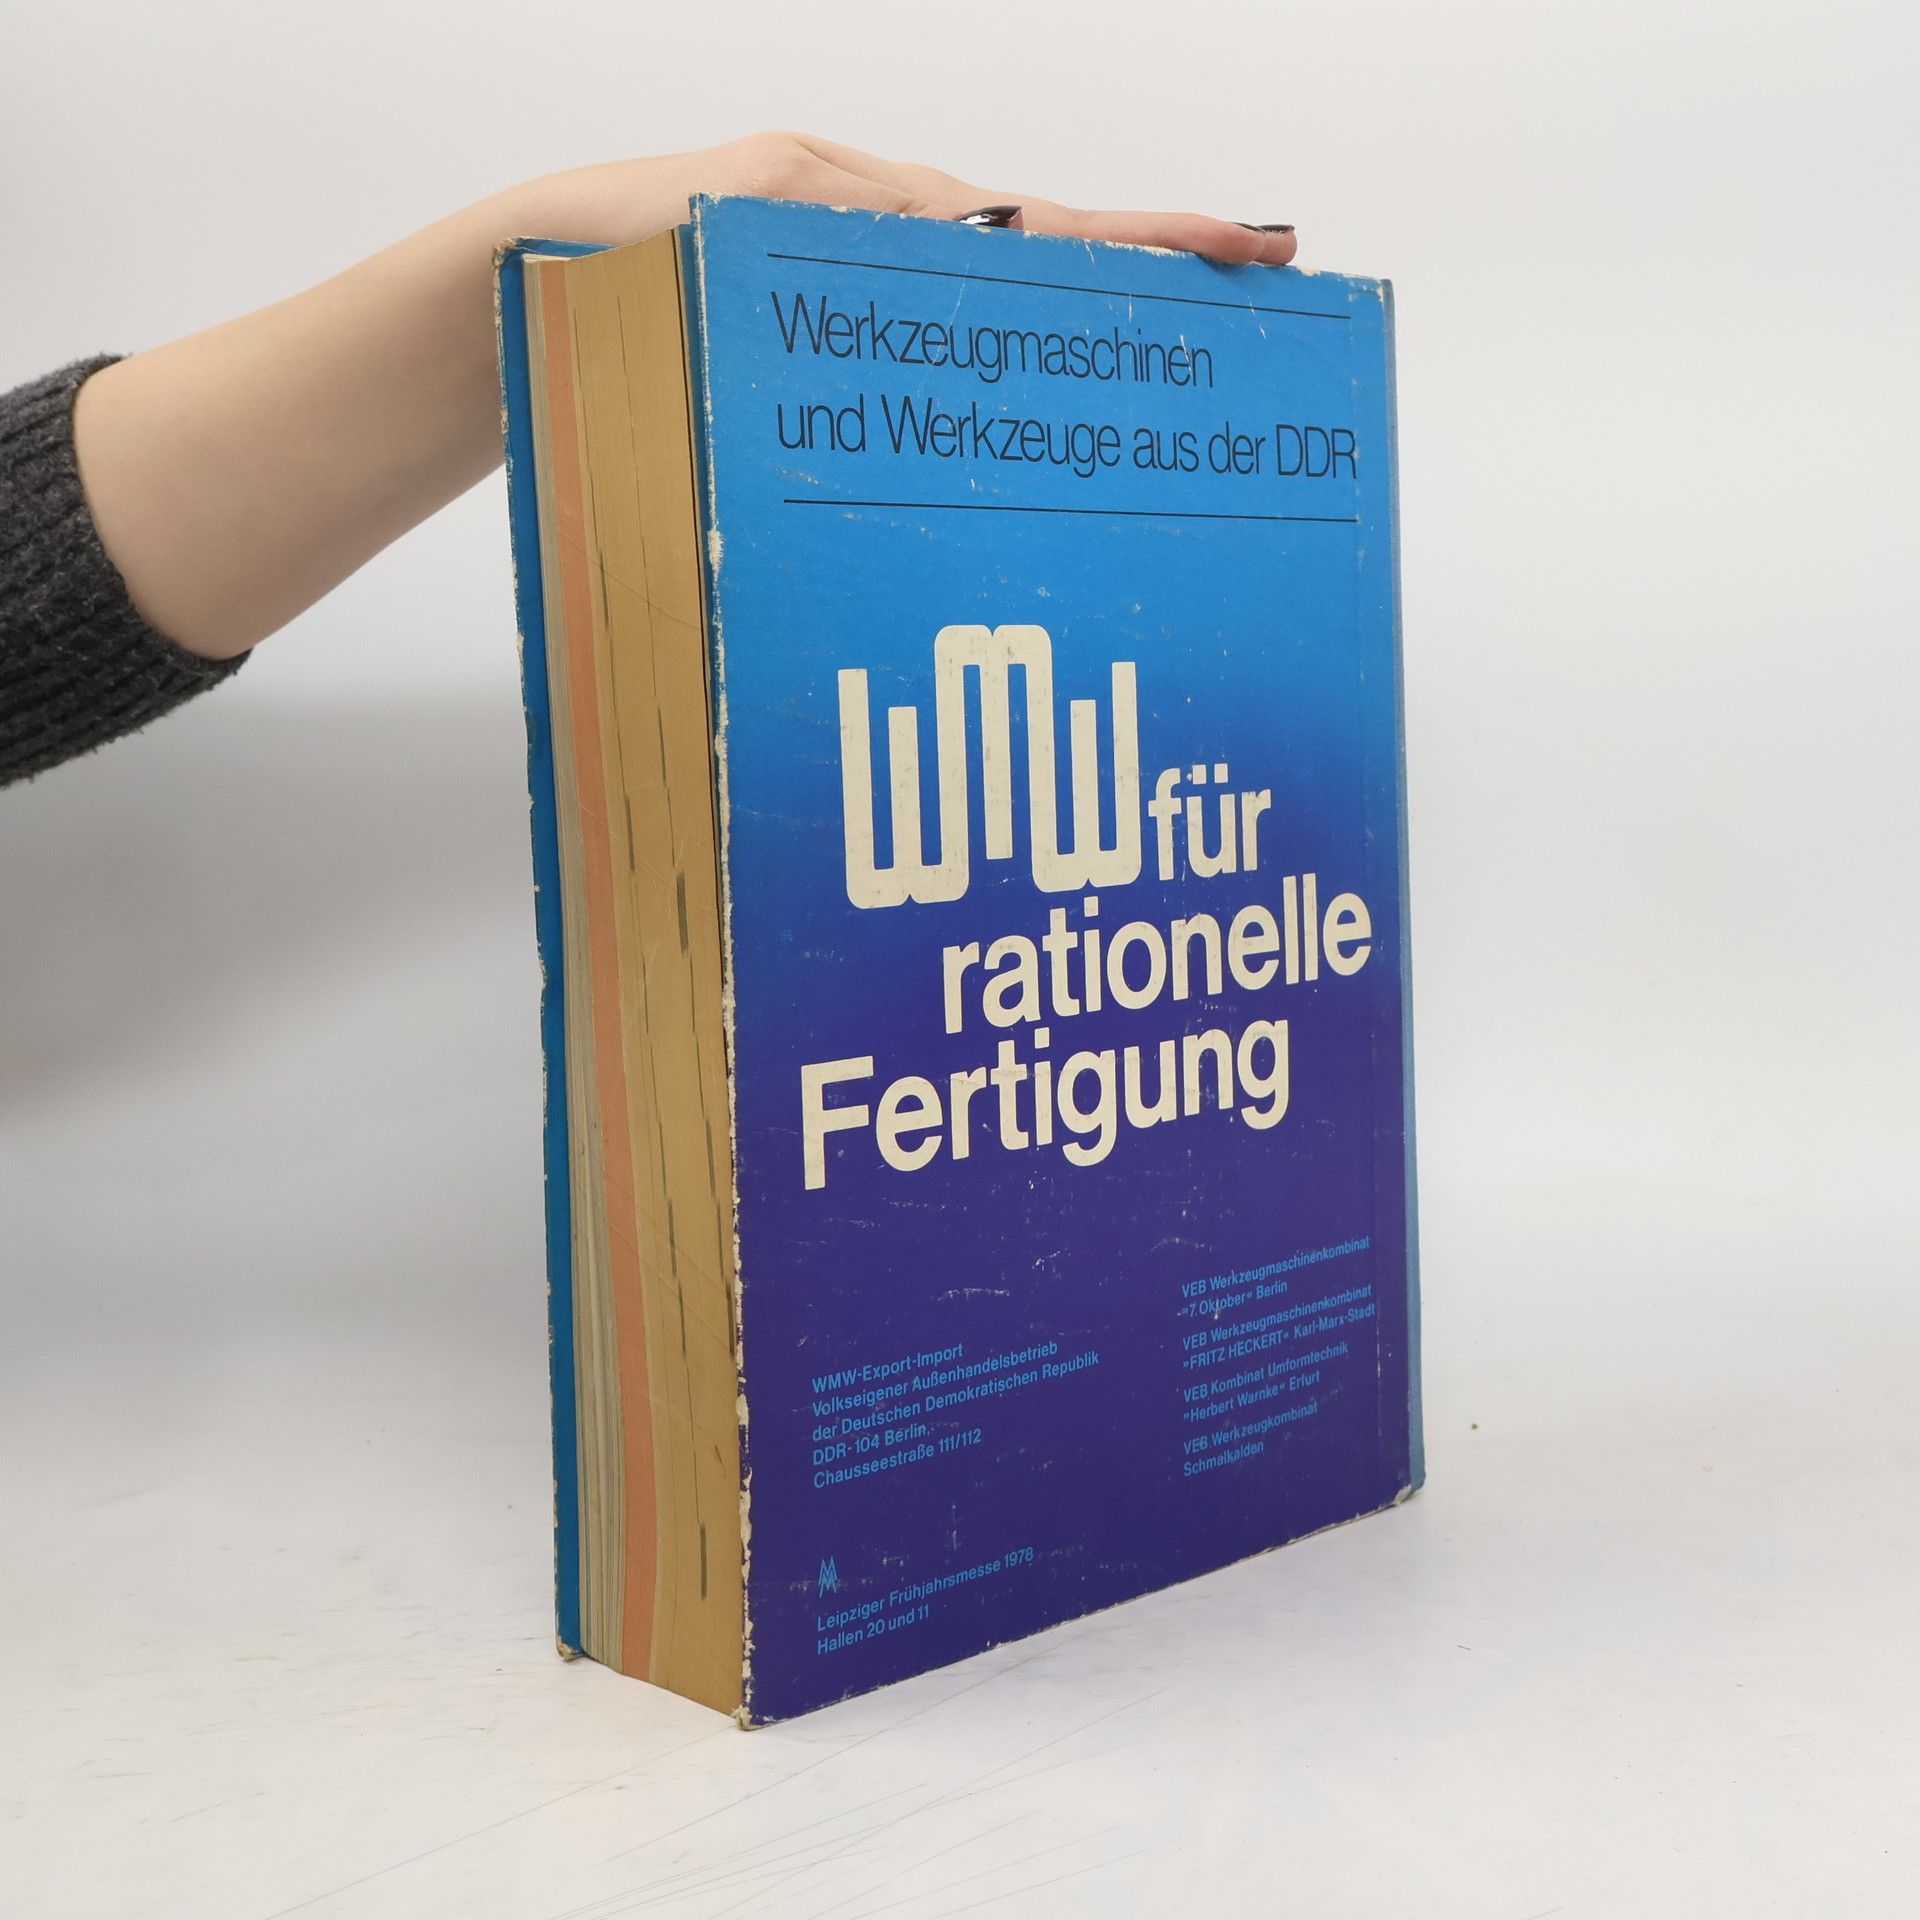 Werkzeugmaschinen
und Werkzeuge aus der DDR
wmw für
rationelle
Fertigung
WMW-Export-Import
Volkseigener Außenhandelsbetrieb
der Deutschen Demokratischen Republik
DDR-104 Berlin,
Chausseestraße 111/112
VEB Werkzeugmaschinenkombinat
»7. Oktober« Berlin
VEB Werkzeugmaschinenkombinat
»FRITZ HECKERT« Karl-Marx-Stadt
VEB Kombinat Umformtechnik
»Herbert Warnke« Erfurt
VEB Werkzeugkombinat
Schmalkalden
MM
Leipziger Frühjahrsmesse 1978
Hallen 20 und 11